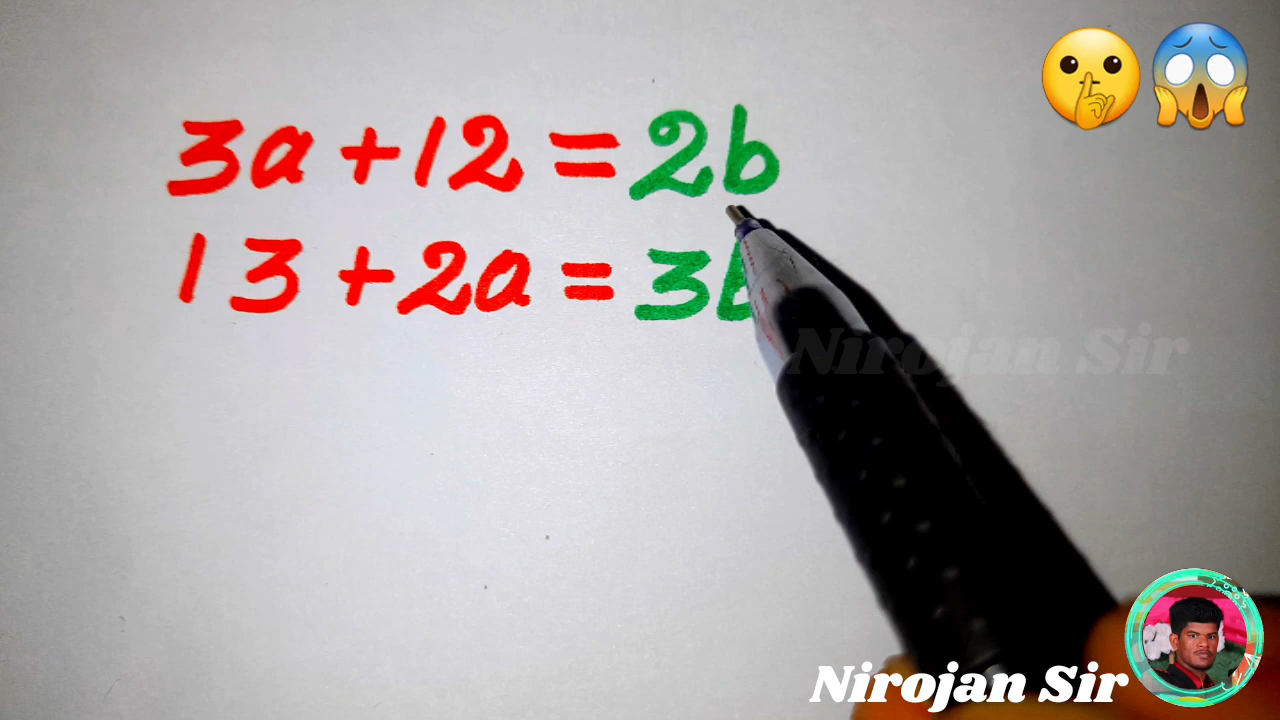 3a + 12 = 2b
13 + 2a = 3b
Nirojan Sir
Nirojan Sir